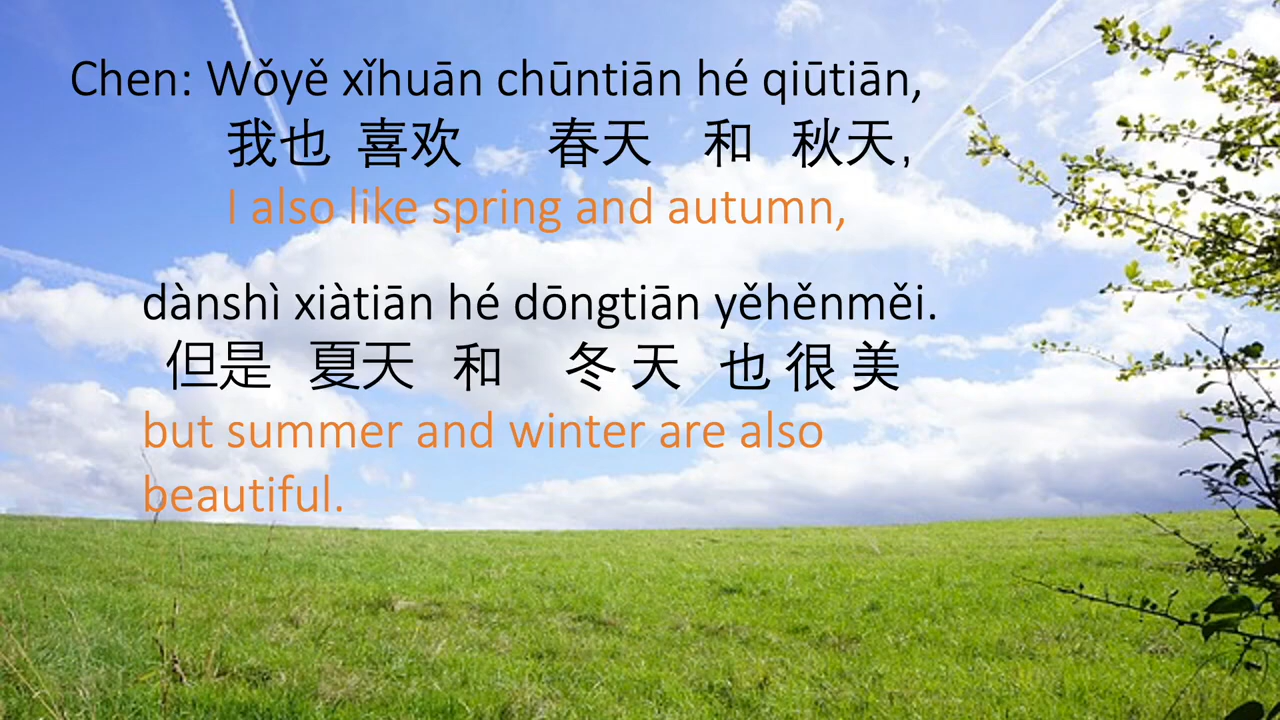 Chen: Wǒyě xǐhuān chūntiān hé qiūtiān,
我也 喜欢 春天 和 秋天,
I also like spring and autumn,
dànshì xiàtiān hé dōngtiān yěhěnměi.
但是 夏天 和 冬 天 也 很 美
but summer and winter are also
beautiful.